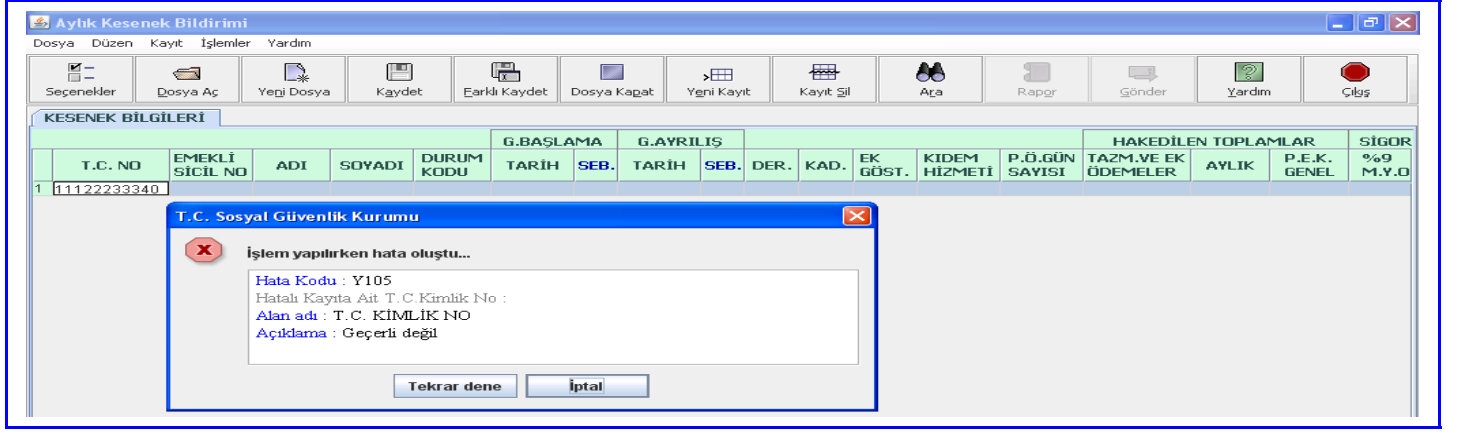 Aylık Kesenek Bildirimi
Dosya Düzen Kayıt İşlemler Yardım
Seçenekler Dosya Aç Yeni Dosya Kaydet Farklı Kaydet Dosya Kapat Yeni Kayıt Kayıt Sil Ara Rapor Gönder Yardım Çıkış
KESENEK BİLGİLERİ
G.BAŞLAMA G.AYRILIŞ HAKEDİLEN TOPLAMLAR SİGOR
T.C. NO EMEKLİ SİCİL NO ADI SOYADI DURUM KODU TARİH SEB. TARİH SEB. DER. KAD. EK GÖST. KIDEM HİZMETİ P.Ö.GÜN SAYISI TAZM.VE EK ÖDEMELER AYLIK P.E.K. GENEL %9 M.Y.O
1 11122233340
T.C. Sosyal Güvenlik Kurumu
İşlem yapılırken hata oluştu...
Hata Kodu : Y105
Hatalı Kayıta Ait T.C.Kimlik No :
Alan adı : T.C. KİMLİK NO
Açıklama : Geçerli değil
Tekrar dene İptal